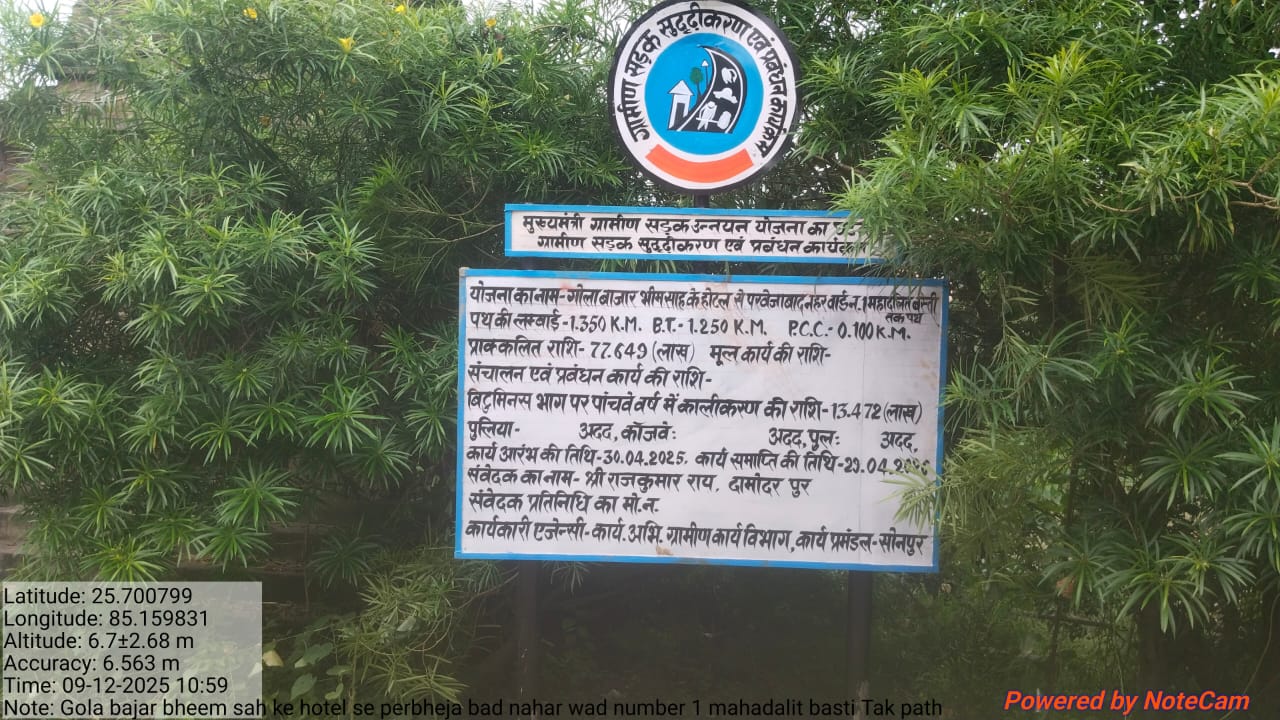 ग्रामीण सड़क सुदृढ़ीकरण एवं प्रबंधन कार्यक्रम
मुख्यमंत्री ग्रामीण सड़क उन्नयन योजना का
ग्रामीण सड़क सुदृढ़ीकरण एवं प्रबंधन
योजना का नाम-गोला बाजार भीम साह के होटल से परवेजाबाद नहर वार्ड न. 1 महादलित बस्ती
तक पथ
पथ की लम्बाई-1.350 K.M. B.T.-1.250 K.M. P.C.C.-0.100 K.M.
प्राक्कलित राशि-77.649 (लाख) मूल कार्य की राशि-
संचालन एवं प्रबंधन कार्य की राशि-
बिटुमिनस भाग पर पांचवे वर्ष में कालीकरण की राशि-13.472 (लाख)
पुलिया- अदद, कॉजवे: अदद, पुल: अदद,
कार्य आरंभ की तिथि-30.04.2025. कार्य समाप्ति की तिथि-29.04.
संवेदक का नाम- श्री राजकुमार राय, दामोदर पुर
संवेदक प्रतिनिधि का मो.न.
कार्यकारी एजेन्सी-कार्य. अभि. ग्रामीण कार्य विभाग, कार्य प्रमंडल-सोनपुर
Latitude: 25.700799
Longitude: 85.159831
Altitude: 6.7±2.68 m
Accuracy: 6.563 m
Time: 09-12-2025 10:59
Note: Gola bajar bheem sah ke hotel se perbheja bad nahar wad number 1 mahadalit basti Tak path
Powered by NoteCam